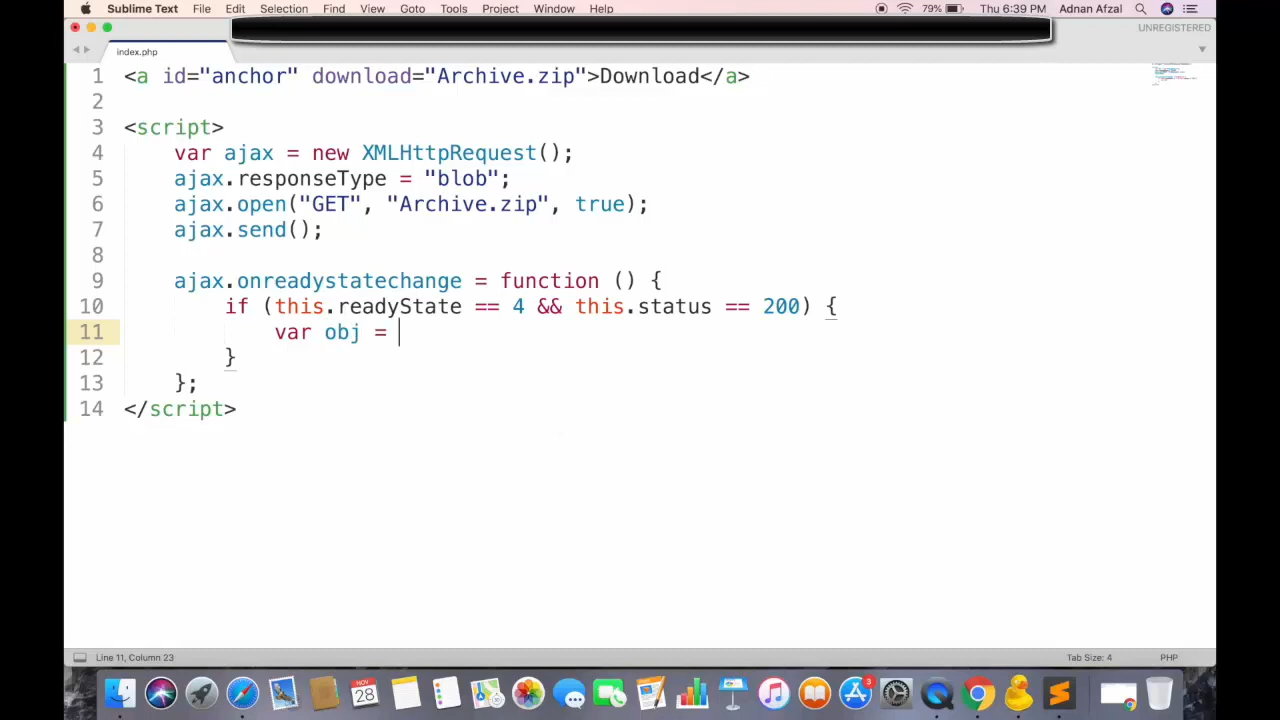 Sublime Text File Edit Selection Find View Goto Tools Project Window Help 79% Thu 6:39 PM Adnan Afzal
UNREGISTERED
index.php
1 <a id="anchor" download="Archive.zip">Download</a>
2
3 <script>
4 var ajax = new XMLHttpRequest();
5 ajax.responseType = "blob";
6 ajax.open("GET", "Archive.zip", true);
7 ajax.send();
8
9 ajax.onreadystatechange = function () {
10 if (this.readyState == 4 && this.status == 200) {
11 var obj =
12 }
13 };
14 </script>
Line 11, Column 23 Tab Size: 4 PHP
NOV
28
3